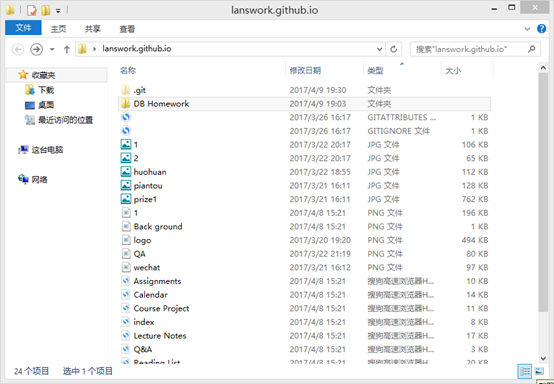 lanswork.github.io
文件 主页 共享 查看
lanswork.github.io 搜索"lanswork.github.io"
名称 修改日期 类型 大小
收藏夹
下载
桌面
最近访问的位置
这台电脑
网络
.git 2017/4/9 19:30 文件夹
DB Homework 2017/4/9 19:03 文件夹
2017/3/26 16:17 GITATTRIBUTES ... 1 KB
2017/3/26 16:17 GITIGNORE 文件 1 KB
1 2017/3/22 20:17 JPG 文件 106 KB
2 2017/3/22 20:17 JPG 文件 65 KB
huohuan 2017/3/22 18:55 JPG 文件 112 KB
piantou 2017/3/21 16:11 JPG 文件 128 KB
prize1 2017/3/21 16:11 JPG 文件 762 KB
1 2017/4/8 15:21 PNG 文件 196 KB
Back ground 2017/4/8 15:21 PNG 文件 1 KB
logo 2017/3/20 19:20 PNG 文件 494 KB
QA 2017/3/22 21:19 PNG 文件 80 KB
wechat 2017/3/21 16:12 PNG 文件 97 KB
Assignments 2017/4/8 15:21 搜狗高速浏览器H... 10 KB
Calendar 2017/4/8 15:21 搜狗高速浏览器H... 14 KB
Course Project 2017/4/8 15:21 搜狗高速浏览器H... 11 KB
index 2017/4/8 15:21 搜狗高速浏览器H... 8 KB
Lecture Notes 2017/4/8 15:21 搜狗高速浏览器H... 17 KB
Q&A 2017/4/8 15:21 搜狗高速浏览器H... 3 KB
Reading List 2017/4/8 15:21 搜狗高速浏览器H... 20 KB
24 个项目 选中 1 个项目